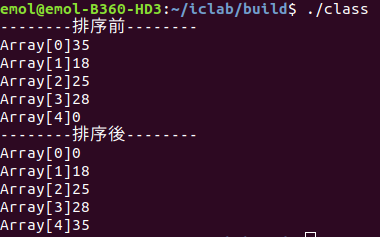 emol@emol-B360-HD3:~/iclab/build$ ./class
--------排序前--------
Array[0]35
Array[1]18
Array[2]25
Array[3]28
Array[4]0
--------排序後--------
Array[0]0
Array[1]18
Array[2]25
Array[3]28
Array[4]35